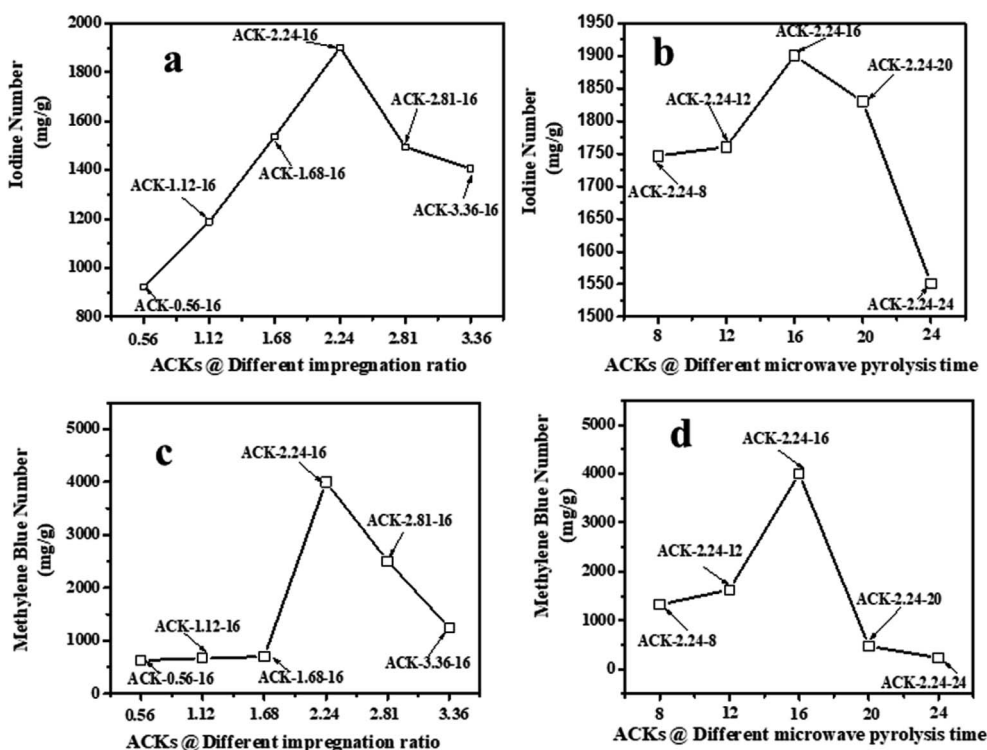 a
Iodine Number
(mg/g)
2000
1800
1600
1400
1200
1000
800
ACK-2.24-16
ACK-2.81-16
ACK-1.68-16
ACK-1.12-16
ACK-3.36-16
ACK-0.56-16
0.56 1.12 1.68 2.24 2.81 3.36
ACKs @ Different impregnation ratio
b
Iodine Number
(mg/g)
1950
1900
1850
1800
1750
1700
1650
1600
1550
1500
ACK-2.24-16
ACK-2.24-20
ACK-2.24-12
ACK-2.24-8
ACK-2.24-24
8 12 16 20 24
ACKs @ Different microwave pyrolysis time
c
Methylene Blue Number
(mg/g)
5000
4000
3000
2000
1000
0
ACK-2.24-16
ACK-2.81-16
ACK-1.12-16
ACK-3.36-16
ACK-0.56-16
ACK-1.68-16
0.56 1.12 1.68 2.24 2.81 3.36
ACKs @ Different impregnation ratio
d
Methylene Blue Number
(mg/g)
5000
4000
3000
2000
1000
0
ACK-2.24-16
ACK-2.24-12
ACK-2.24-20
ACK-2.24-8
ACK-2.24-24
8 12 16 20 24
ACKs @ Different microwave pyrolysis time